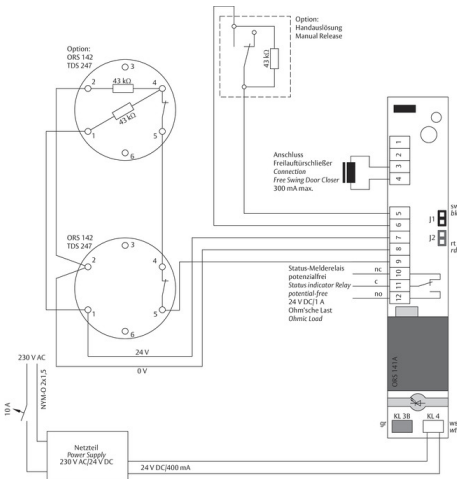 Option:
Handauslösung
Manual Release
43 kΩ
Option:
ORS 142
TDS 247
3
2
43 kΩ
4
43 kΩ
1
5
6
Anschluss
Freilauftürschließer
Connection
Free Swing Door Closer
300 mA max.
1
2
3
4
5
6
7
8
9
10
11
12
sw
bk
J1
J2
rt
rd
ORS 142
TDS 247
3
2
4
1
5
6
Status-Melderelais
potenzialfrei
Status indicator Relay
potential-free
24 V DC/1 A
Ohm'sche Last
Ohmic Load
nc
c
no
24 V
0 V
ORS 141A
230 V AC
NYM-O 2x1,5
10 A
Netzteil
Power Supply
230 V AC/24 V DC
24 V DC/400 mA
gr
KL 3B
KL 4
ws
wt